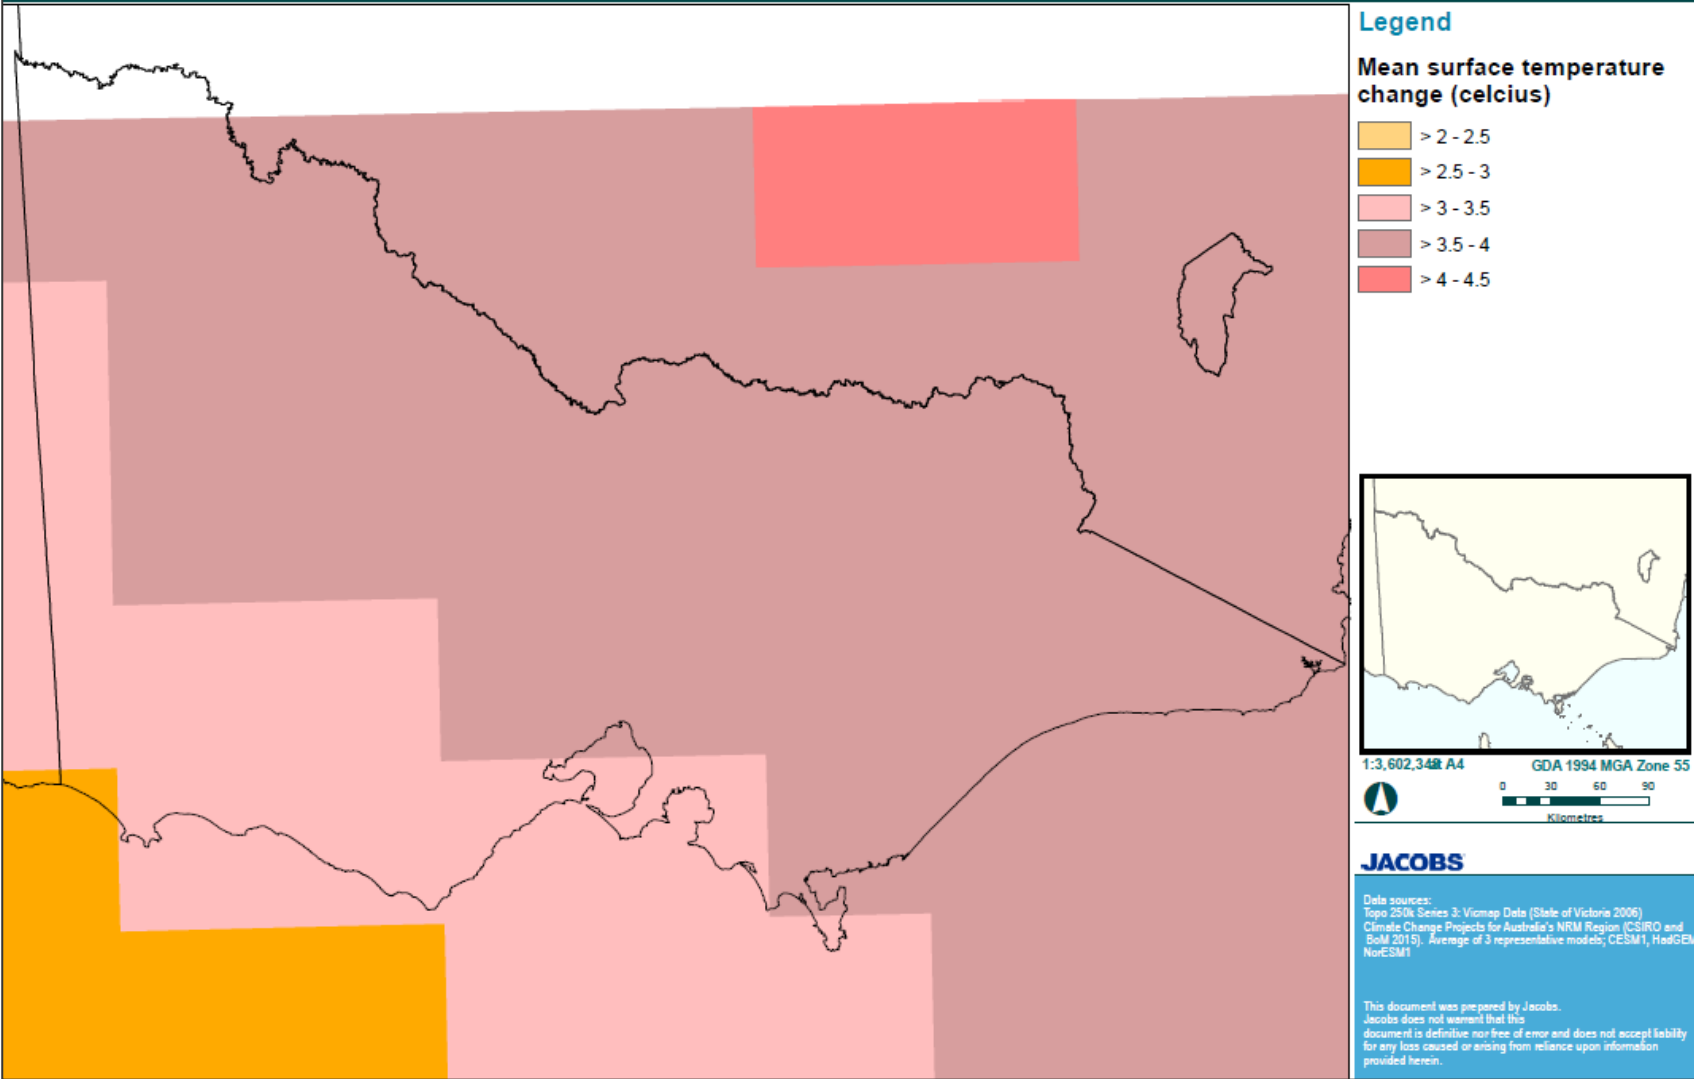 Legend
Mean surface temperature
change (celcius)
> 2 - 2.5
> 2.5 - 3
> 3 - 3.5
> 3.5 - 4
> 4 - 4.5
1:3,602,348 at A4 GDA 1994 MGA Zone 55
0 30 60 90
Kilometres
JACOBS
Data sources:
Topo 250k Series 3: Vicmap Data (State of Victoria 2006)
Climate Change Projects for Australia's NRM Region (CSIRO and
BoM 2015). Average of 3 representative models; CESM1, HadGEM
NorESM1
This document was prepared by Jacobs.
Jacobs does not warrant that this
document is definitive nor free of error and does not accept liability
for any loss caused or arising from reliance upon information
provided herein.